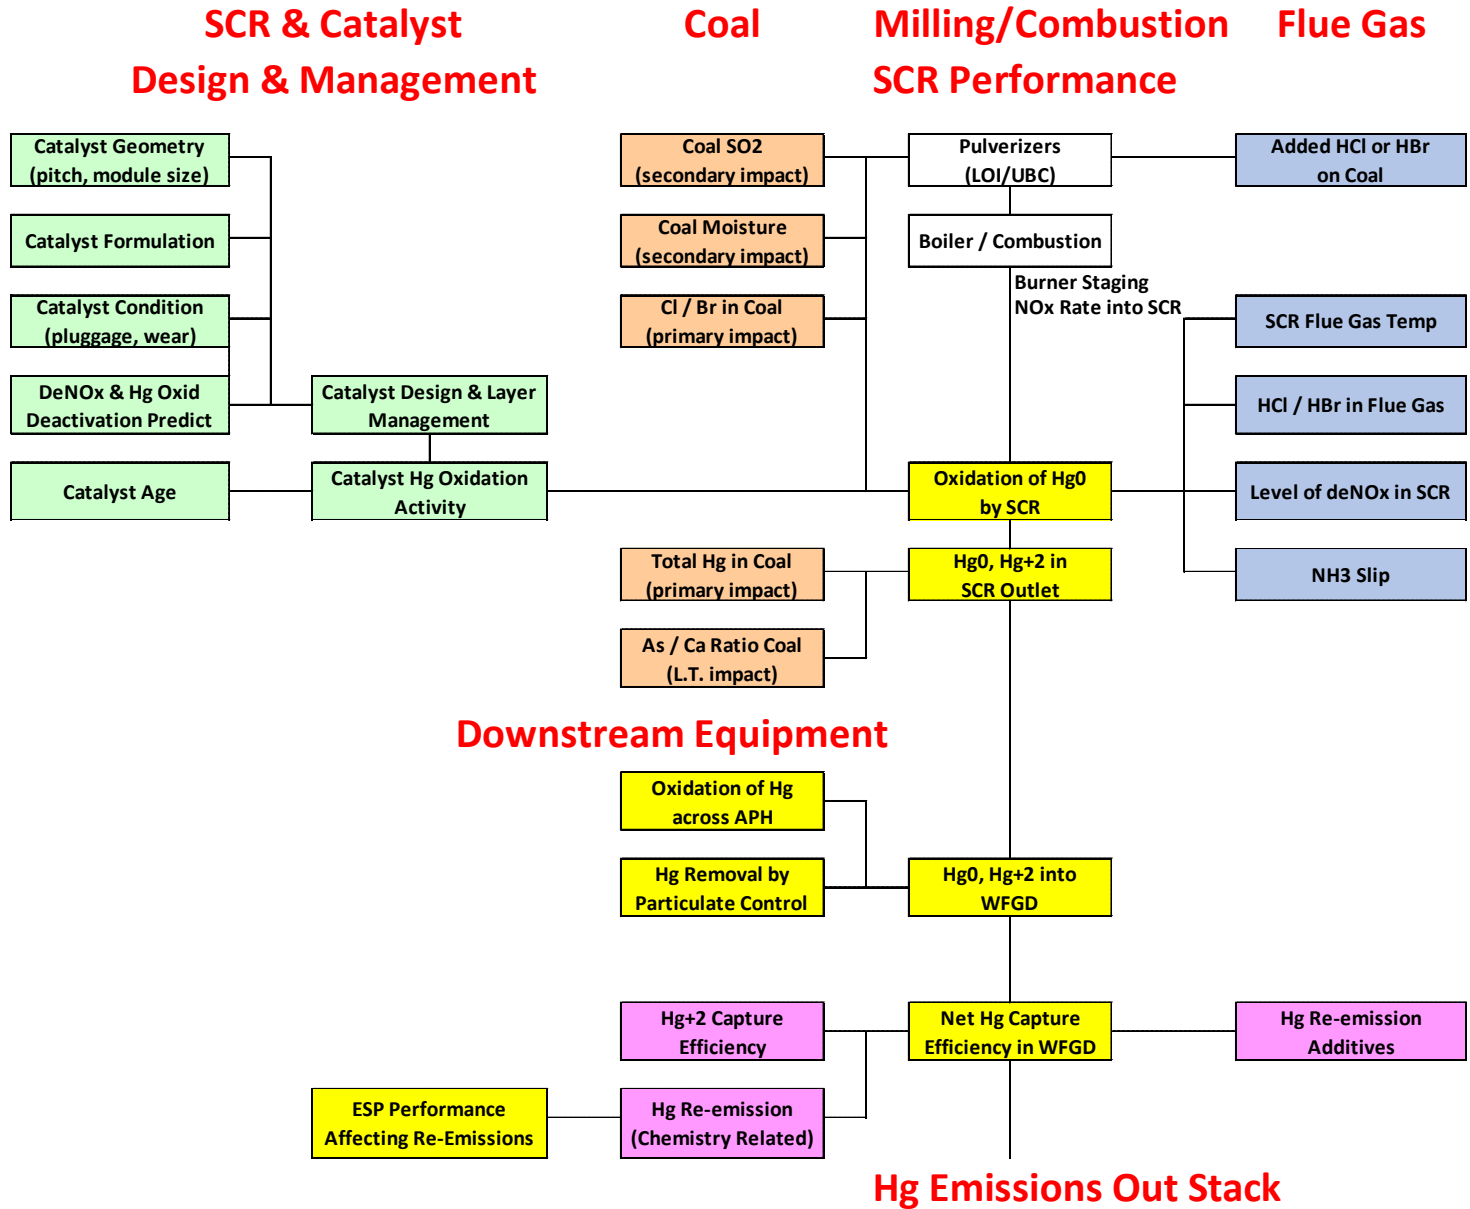 SCR & Catalyst
Design & Management
Coal
Milling/Combustion
SCR Performance
Flue Gas
Catalyst Geometry
(pitch, module size)
Coal SO2
(secondary impact)
Pulverizers
(LOI/UBC)
Added HCl or HBr
on Coal
Catalyst Formulation
Coal Moisture
(secondary impact)
Boiler / Combustion
Burner Staging
NOx Rate into SCR
Catalyst Condition
(pluggage, wear)
Cl / Br in Coal
(primary impact)
SCR Flue Gas Temp
DeNOx & Hg Oxid
Deactivation Predict
Catalyst Design & Layer
Management
HCl / HBr in Flue Gas
Catalyst Age
Catalyst Hg Oxidation
Activity
Oxidation of Hg0
by SCR
Level of deNOx in SCR
Total Hg in Coal
(primary impact)
Hg0, Hg+2 in
SCR Outlet
NH3 Slip
As / Ca Ratio Coal
(L.T. impact)
Downstream Equipment
Oxidation of Hg
across APH
Hg Removal by
Particulate Control
Hg0, Hg+2 into
WFGD
Hg+2 Capture
Efficiency
Net Hg Capture
Efficiency in WFGD
Hg Re-emission
Additives
ESP Performance
Affecting Re-Emissions
Hg Re-emission
(Chemistry Related)
Hg Emissions Out Stack